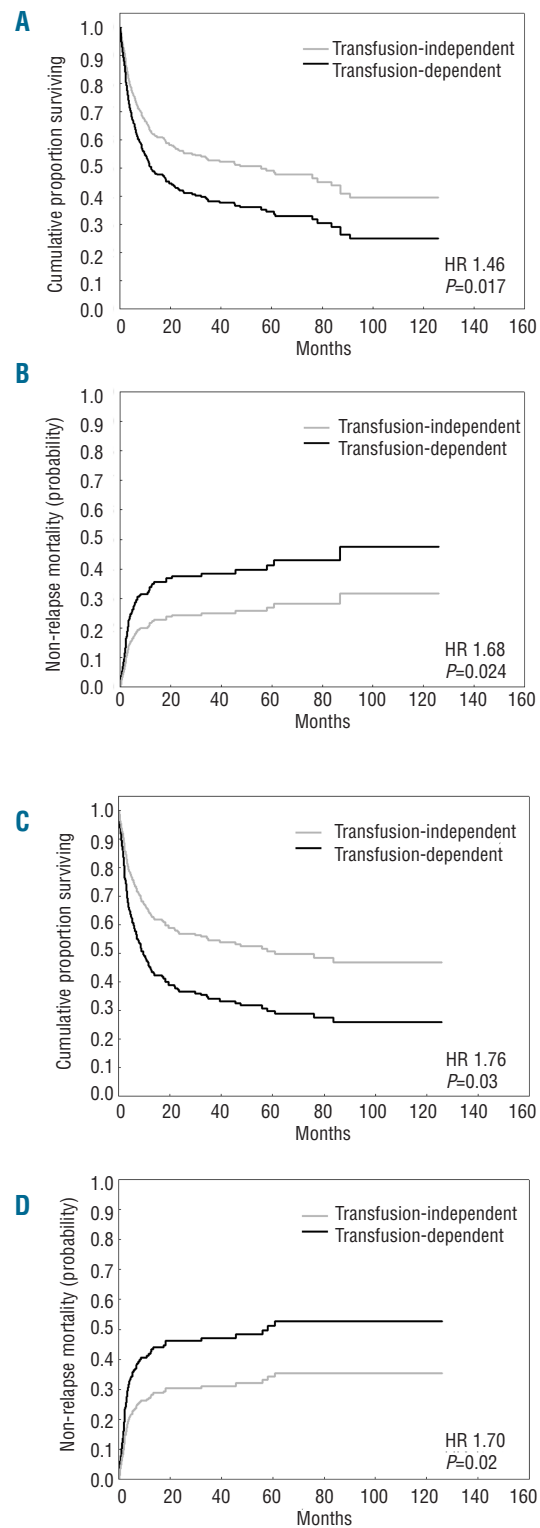 A
Transfusion-independent
Transfusion-dependent
Cumulative proportion surviving
1.0
0.9
0.8
0.7
0.6
0.5
0.4
0.3
0.2
0.1
0.0
HR 1.46
P=0.017
0 20 40 60 80 100 120 140 160
Months
B
Transfusion-independent
Transfusion-dependent
Non-relapse mortality (probability)
1.0
0.9
0.8
0.7
0.6
0.5
0.4
0.3
0.2
0.1
0.0
HR 1.68
P=0.024
0 20 40 60 80 100 120 140 160
Months
C
Transfusion-independent
Transfusion-dependent
Cumulative proportion surviving
1.0
0.9
0.8
0.7
0.6
0.5
0.4
0.3
0.2
0.1
0.0
HR 1.76
P=0.03
0 20 40 60 80 100 120 140 160
Months
D
Transfusion-independent
Transfusion-dependent
Non-relapse mortality (probability)
1.0
0.9
0.8
0.7
0.6
0.5
0.4
0.3
0.2
0.1
0.0
HR 1.70
P=0.02
0 20 40 60 80 100 120 140 160
Months